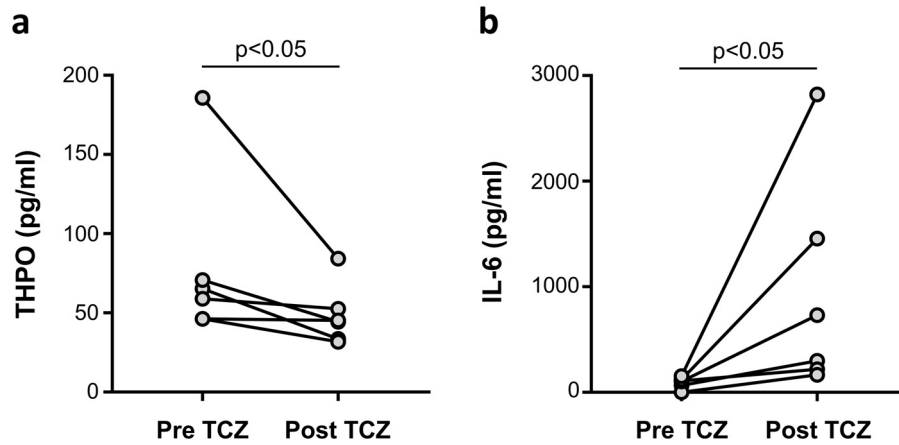 a
p<0.05
200
150
100
50
0
THPO (pg/ml)
Pre TCZ Post TCZ
b
p<0.05
3000
2000
1000
0
IL-6 (pg/ml)
Pre TCZ Post TCZ